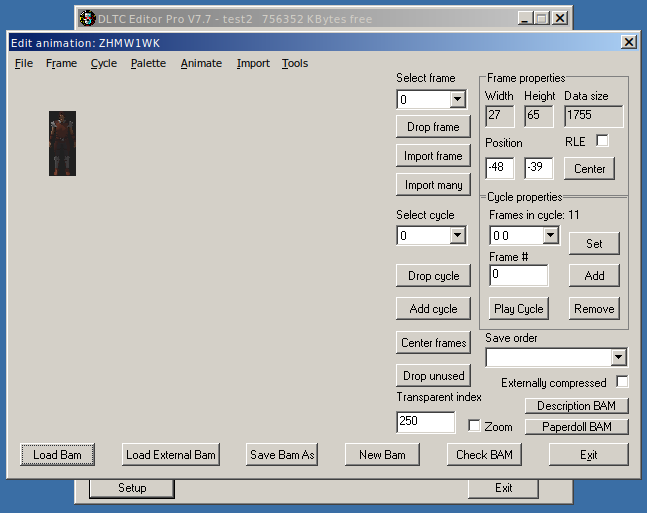 DLTC Editor Pro V7.7 - test2 756352 KBytes free
Edit animation: ZHMW1WK
File Frame Cycle Palette Animate Import Tools
Select frame
0
Drop frame
Import frame
Import many
Select cycle
0
Drop cycle
Add cycle
Center frames
Drop unused
Transparent index
250
Zoom
Frame properties
Width Height Data size
27 65 1755
Position RLE
-48 -39 Center
Cycle properties
Frames in cycle: 11
0 0
Set
Frame #
0
Add
Play Cycle Remove
Save order
Externally compressed
Description BAM
Paperdoll BAM
Load Bam Load External Bam Save Bam As New Bam Check BAM Exit
Setup Exit